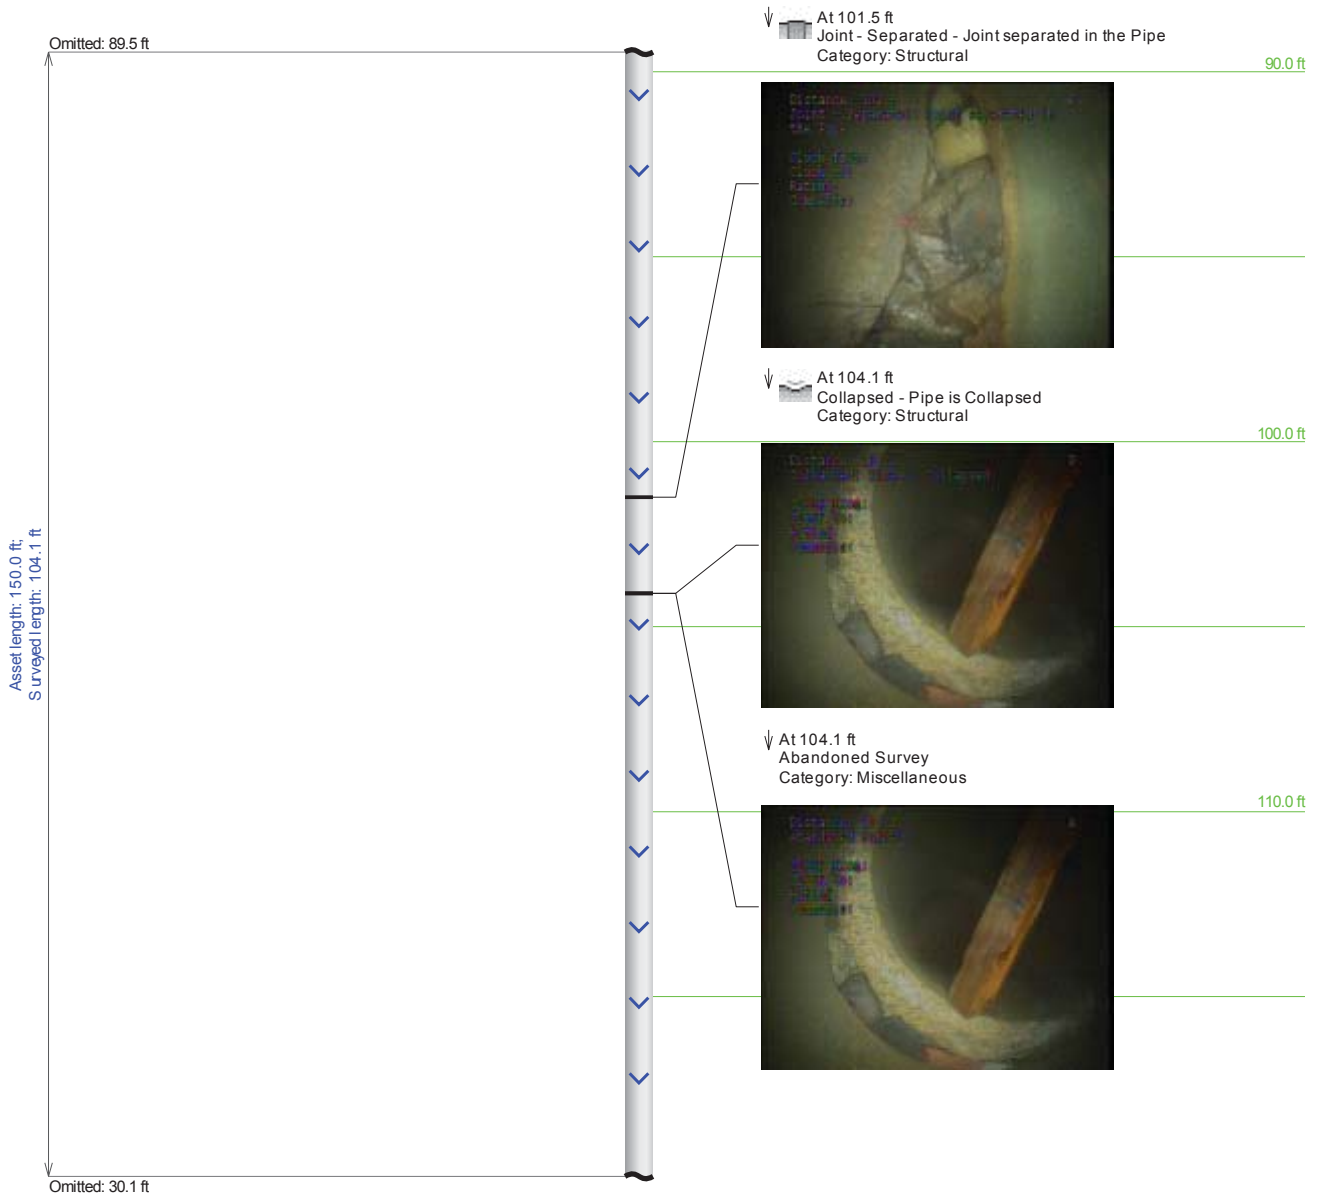 Omitted: 89.5 ft
At 101.5 ft
Joint - Separated - Joint separated in the Pipe
Category: Structural
90.0 ft
At 104.1 ft
Collapsed - Pipe is Collapsed
Category: Structural
100.0 ft
Asset length: 150.0 ft;
Surveyed length: 104.1 ft
At 104.1 ft
Abandoned Survey
Category: Miscellaneous
110.0 ft
Omitted: 30.1 ft